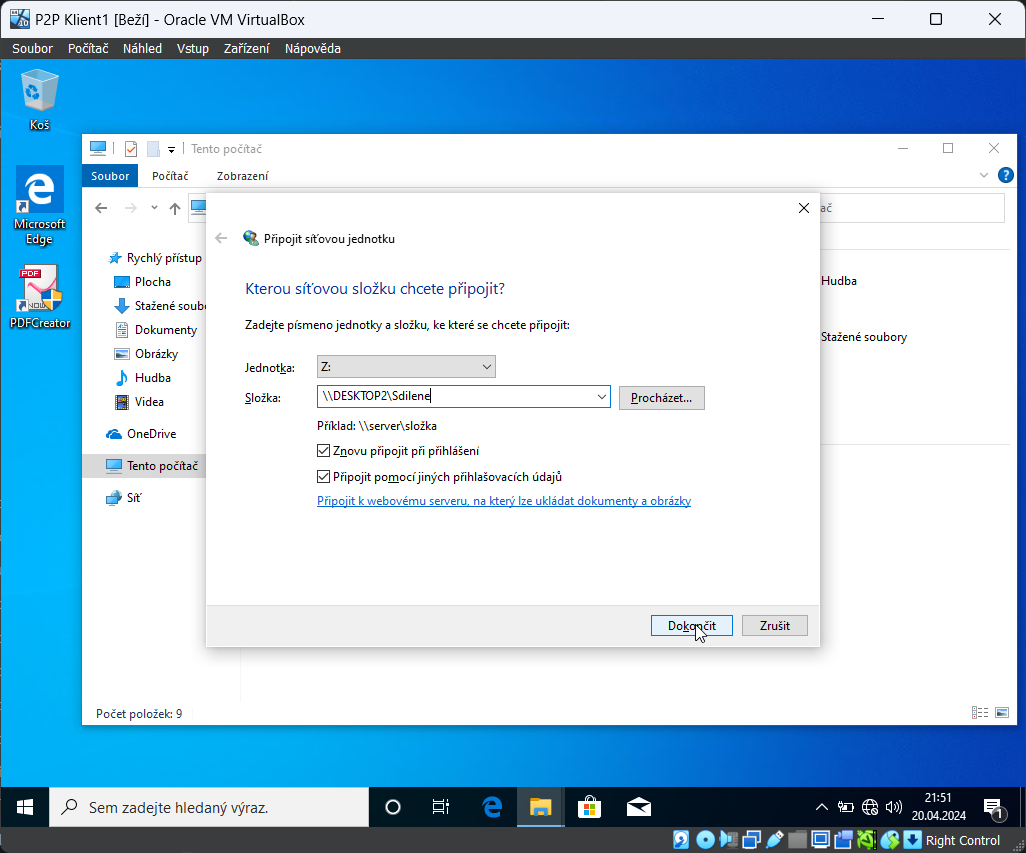 P2P Klient1 [Beží] - Oracle VM VirtualBox
Soubor Počítač Náhled Vstup Zařízení Nápověda
Koš
Microsoft
Edge
PDF
NOW
PDFCreator
Tento počítač
Soubor Počítač Zobrazení
?
ač
Rychlý přístup
Plocha
Stažené soubo
Dokumenty
Obrázky
Hudba
Videa
OneDrive
Tento počítač
Síť
Připojit síťovou jednotku
Kterou síťovou složku chcete připojit?
Zadejte písmeno jednotky a složku, ke které se chcete připojit:
Jednotka: Z:
Složka: \\DESKTOP2\Sdilene Procházet...
Příklad: \\server\složka
Znovu připojit při přihlášení
Připojit pomocí jiných přihlašovacích údajů
Připojit k webovému serveru, na který lze ukládat dokumenty a obrázky
Dokončit Zrušit
Hudba
Stažené soubory
Počet položek: 9
Sem zadejte hledaný výraz.
21:51
20.04.2024
1
Right Control